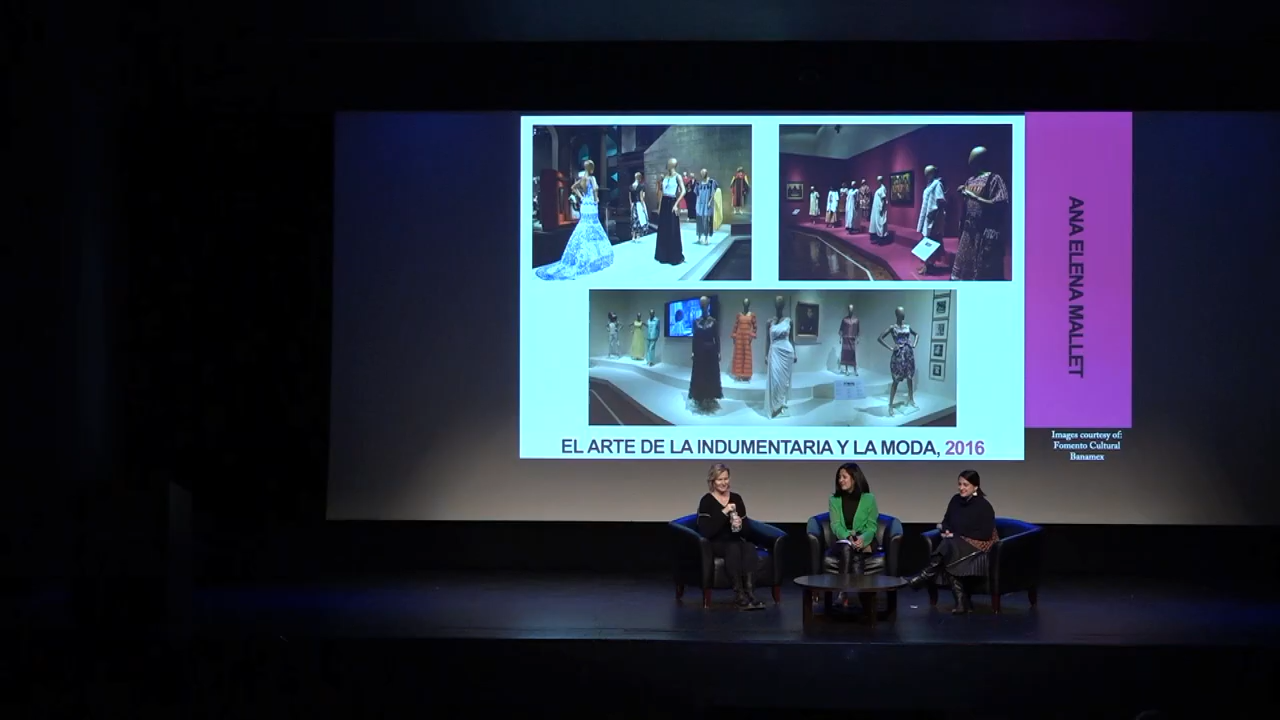 EL ARTE DE LA INDUMENTARIA Y LA MODA, 2016
ANA ELENA MALLET
Images courtesy of:
Fomento Cultural
Banamex